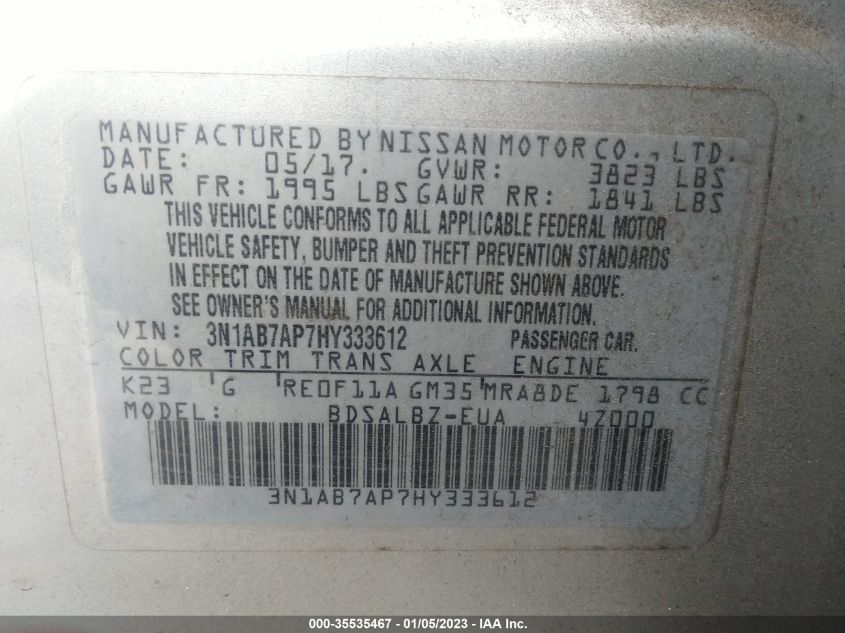 MANUFACTURED BY NISSAN MOTOR CO., LTD.
DATE: 05/17. GVWR: 3823 LBS
GAWR FR: 1995 LBS GAWR RR: 1841 LBS
THIS VEHICLE CONFORMS TO ALL APPLICABLE FEDERAL MOTOR
VEHICLE SAFETY, BUMPER AND THEFT PREVENTION STANDARDS
IN EFFECT ON THE DATE OF MANUFACTURE SHOWN ABOVE.
SEE OWNER'S MANUAL FOR ADDITIONAL INFORMATION.
VIN: 3N1AB7AP7HY333612 PASSENGER CAR.
COLOR TRIM TRANS AXLE ENGINE
K23 'G 'RE0F11A GM35'MRA8DE 1798 CC
MODEL: BDSALBZ-EUA 4Z000
3N1AB7AP7HY333612
000-35535467 - 01/05/2023 - IAA Inc.